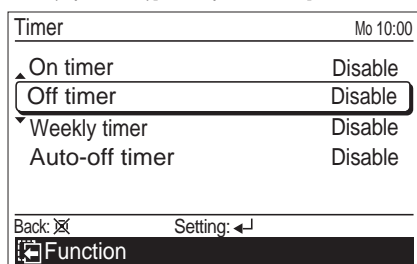 Timer Mo 10:00
On timer Disable
Off timer Disable
Weekly timer Disable
Auto-off timer Disable
Back: Setting:
Function